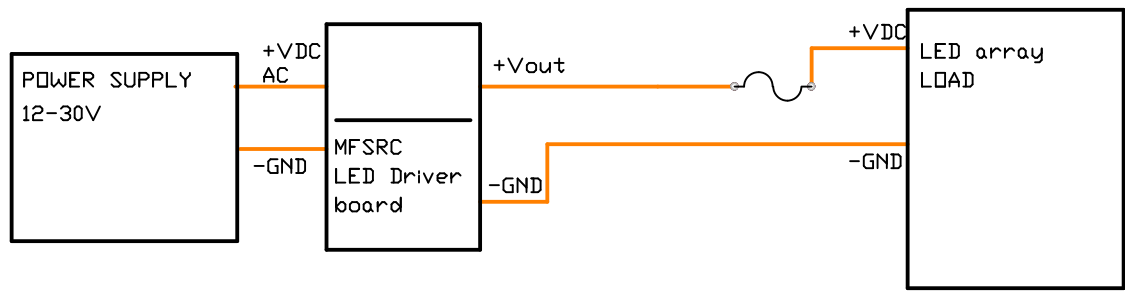 POWER SUPPLY
12-30V
+VDC
AC
-GND
MFSRC
LED Driver
board
+Vout
-GND
+VDC
-GND
LED array
LOAD